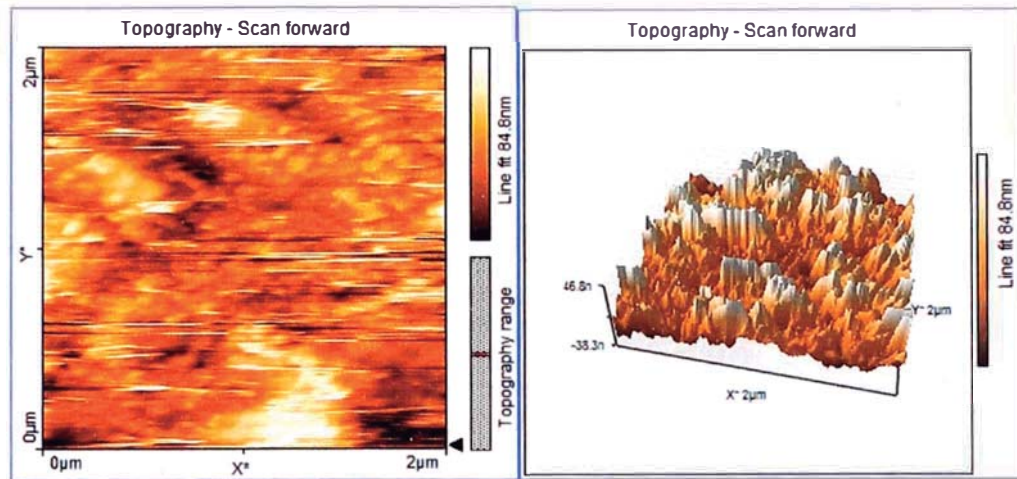 Topography - Scan forward
2µm
Y*
0µm
0µm
X*
2µm
Line fit 84.8nm
Topography range
Topography - Scan forward
46.8n
-38.3n
Y* 2µm
X* 2µm
Line fit 84.8nm